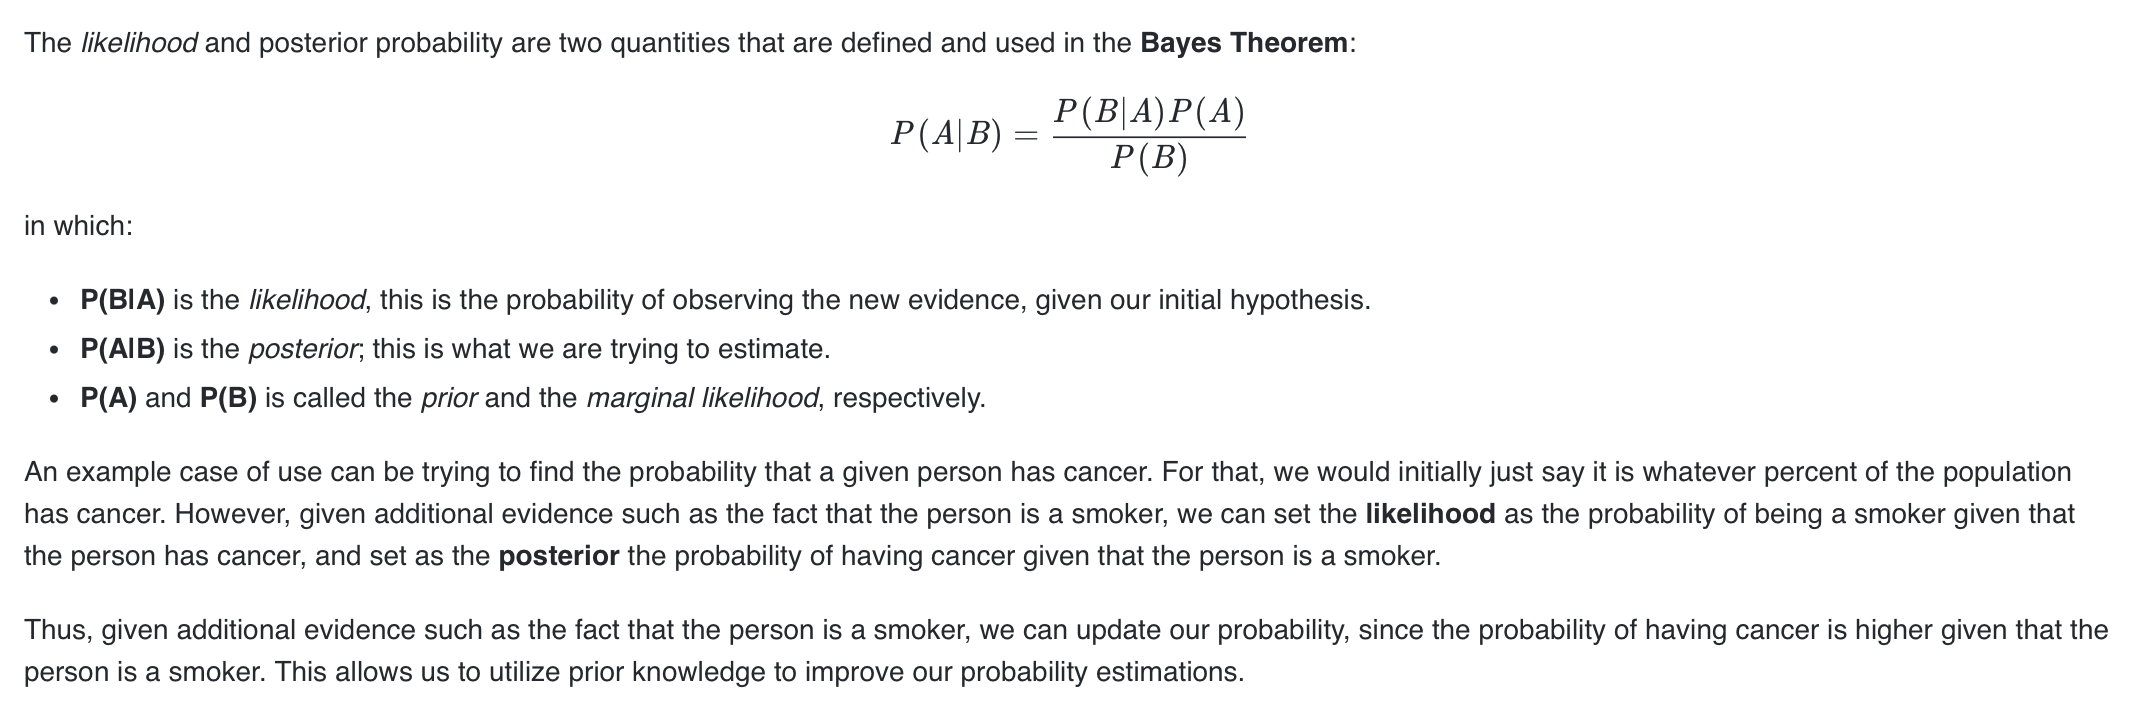 The likelihood and posterior probability are two quantities that are defined and used in the Bayes Theorem:
P(A|B) = P(B|A)P(A) / P(B)
in which:
• P(B|A) is the likelihood, this is the probability of observing the new evidence, given our initial hypothesis.
• P(A|B) is the posterior; this is what we are trying to estimate.
• P(A) and P(B) is called the prior and the marginal likelihood, respectively.
An example case of use can be trying to find the probability that a given person has cancer. For that, we would initially just say it is whatever percent of the population
has cancer. However, given additional evidence such as the fact that the person is a smoker, we can set the likelihood as the probability of being a smoker given that
the person has cancer, and set as the posterior the probability of having cancer given that the person is a smoker.
Thus, given additional evidence such as the fact that the person is a smoker, we can update our probability, since the probability of having cancer is higher given that the
person is a smoker. This allows us to utilize prior knowledge to improve our probability estimations.